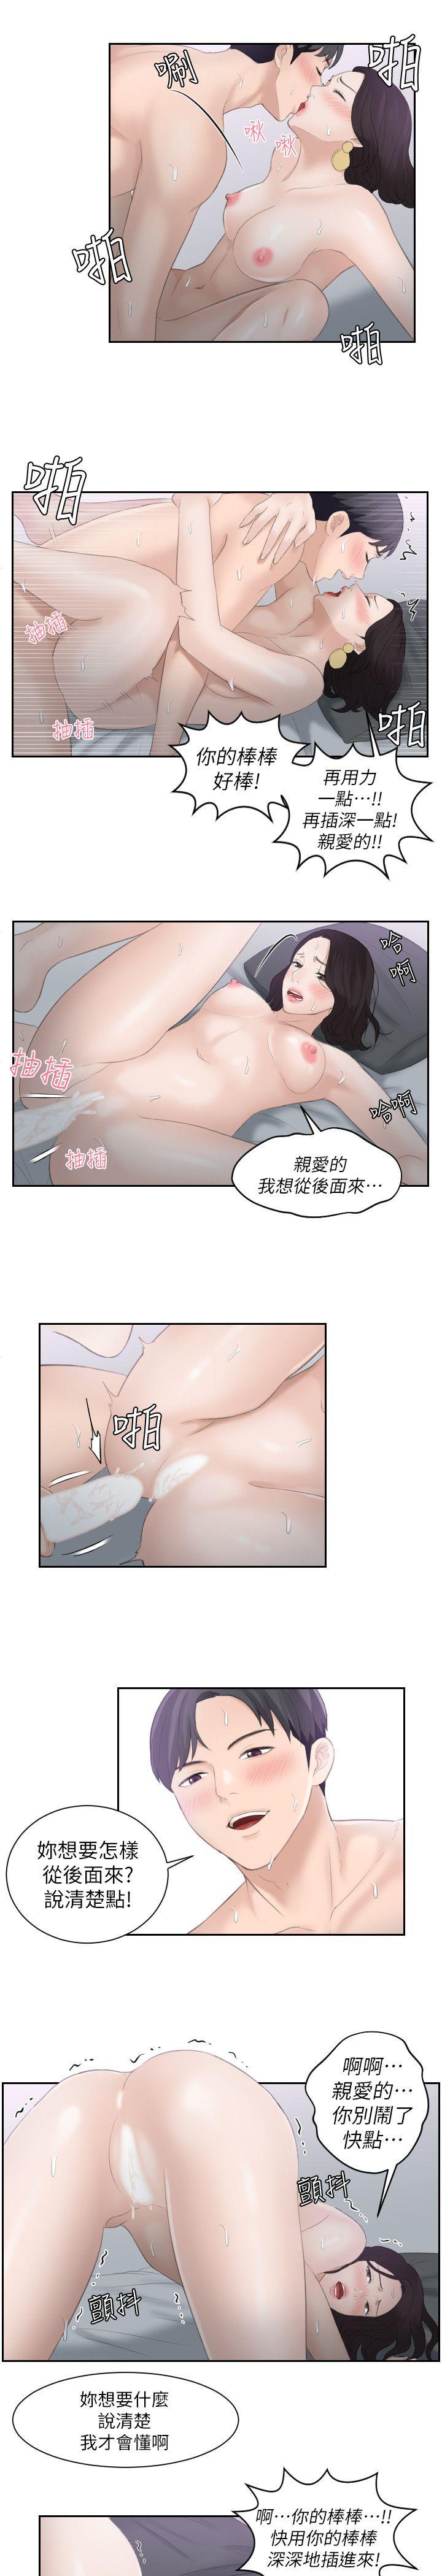 唰
啪
啾
啾
啪
啪
啪
抽插
抽插
啪
你的棒棒
好棒!
再用力
一點⋯!!
再插深一點!
親愛的!!
哈
啊
抽插
抽插
哈啊
親愛的
我想從後面來⋯
啪
妳想要怎樣
從後面來?
說清楚點!
啊啊⋯
親愛的⋯
你別鬧了
快點⋯
顫抖
顫抖
妳想要什麼
說清楚
我才會懂啊
啊⋯你的棒棒⋯!!
快用你的棒棒
深深地插進來!